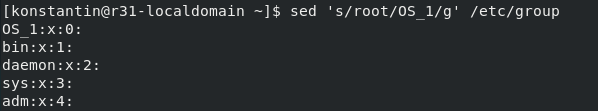 [konstantin@r31-localdomain ~]$ sed 's/root/OS_1/g' /etc/group
OS_1:x:0:
bin:x:1:
daemon:x:2:
sys:x:3:
adm:x:4: